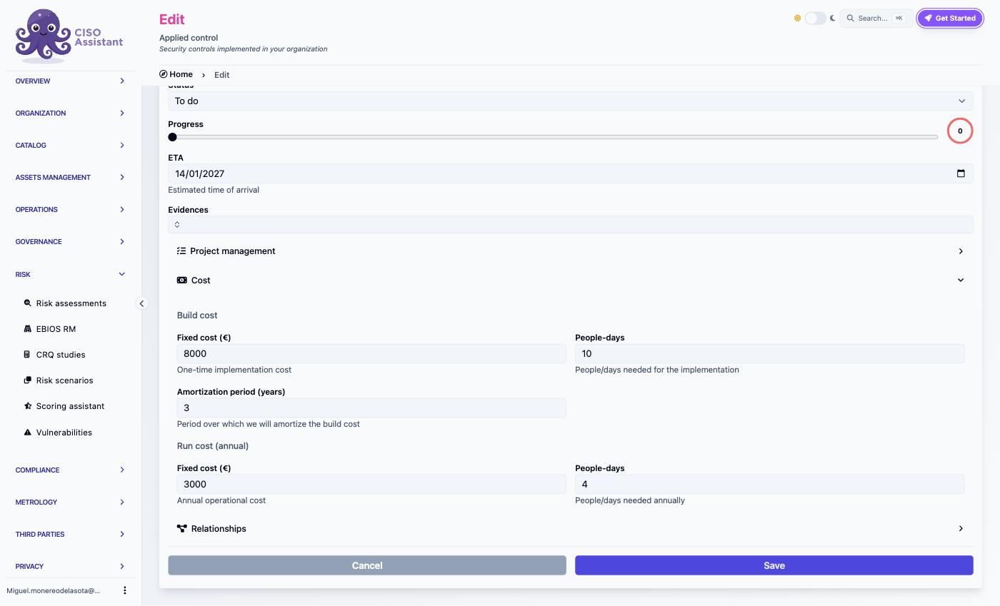 CISO
Assistant
OVERVIEW
ORGANIZATION
CATALOG
ASSETS MANAGEMENT
OPERATIONS
GOVERNANCE
RISK
Risk assessments
EBIOS RM
CRQ studies
Risk scenarios
Scoring assistant
Vulnerabilities
COMPLIANCE
METROLOGY
THIRD PARTIES
PRIVACY
Miguel.monereodelasota@...
Edit
Applied control
Security controls implemented in your organization
Search... ⌘K
Get Started
Home › Edit
Status
To do
Progress
0
ETA
14/01/2027
Estimated time of arrival
Evidences
Project management
Cost
Build cost
Fixed cost (€) People-days
8000 10
One-time implementation cost People/days needed for the implementation
Amortization period (years)
3
Period over which we will amortize the build cost
Run cost (annual)
Fixed cost (€) People-days
3000 4
Annual operational cost People/days needed annually
Relationships
Cancel Save